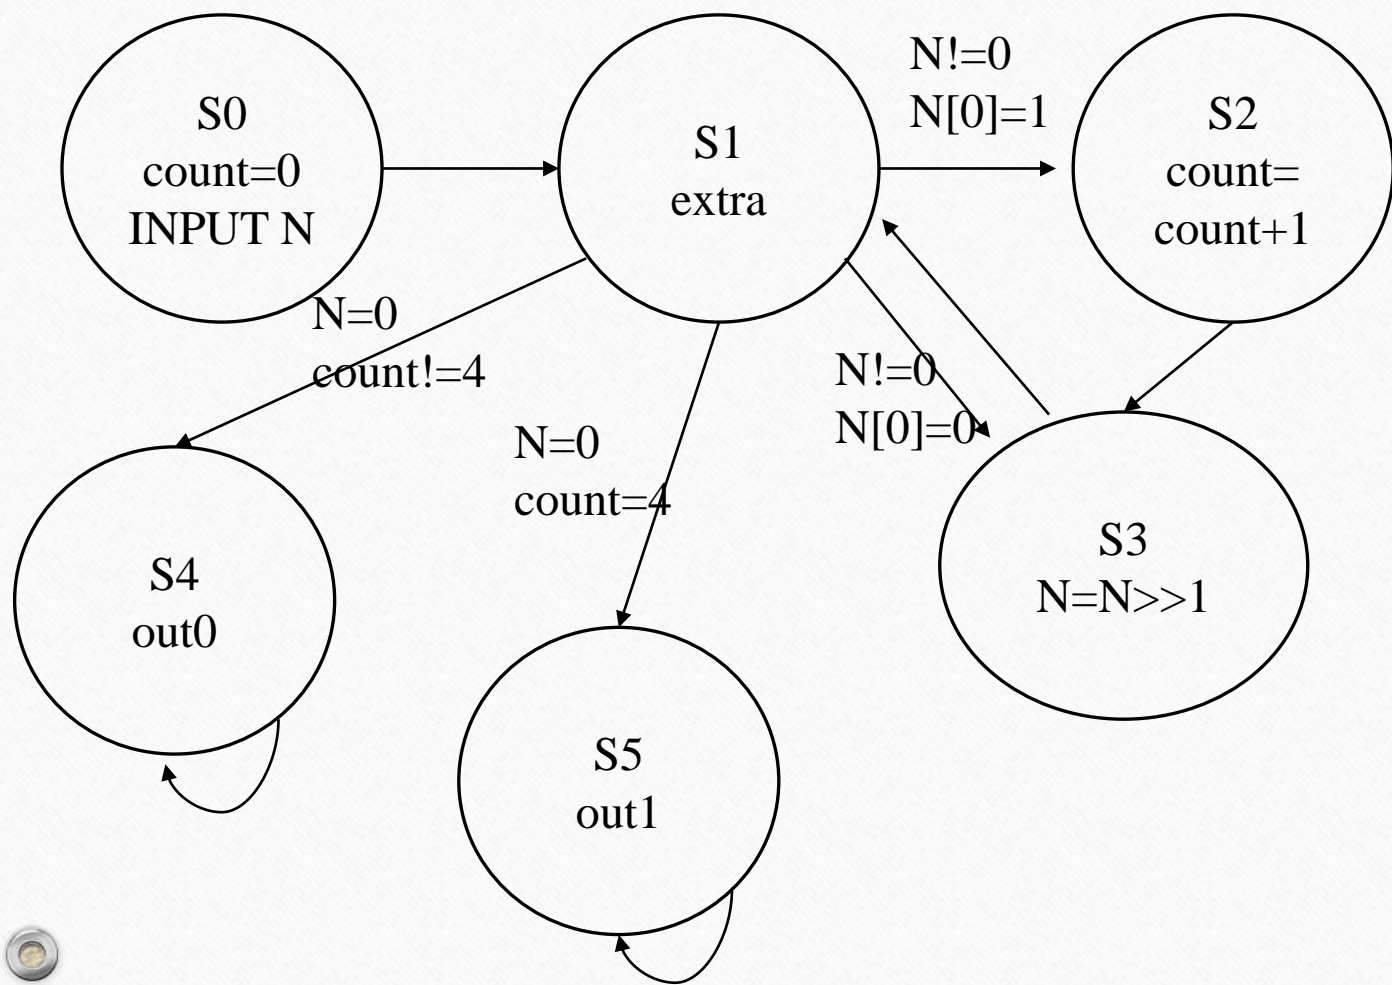 S0
count=0
INPUT N
S1
extra
N!=0
N[0]=1
S2
count=
count+1
N=0
count!=4
N=0
count=4
N!=0
N[0]=0
S3
N=N>>1
S4
out0
S5
out1